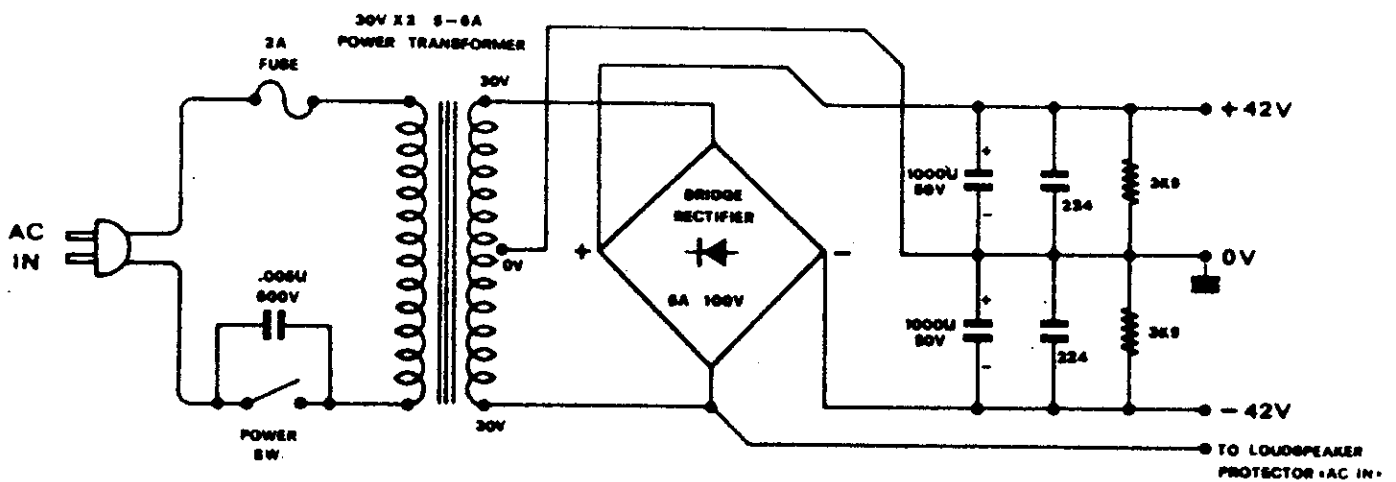 30V X 2 5-6A
POWER TRANSFORMER
2A
FUSE
30V
AC
IN
.005U
600V
POWER
SW.
0V
30V
+
BRIDGE
RECTIFIER
6A 100V
-
+
1000U
50V
-
224
3K9
+
1000U
50V
-
224
3K9
+ 42V
0V
- 42V
TO LOUDSPEAKER
PROTECTOR (AC IN)